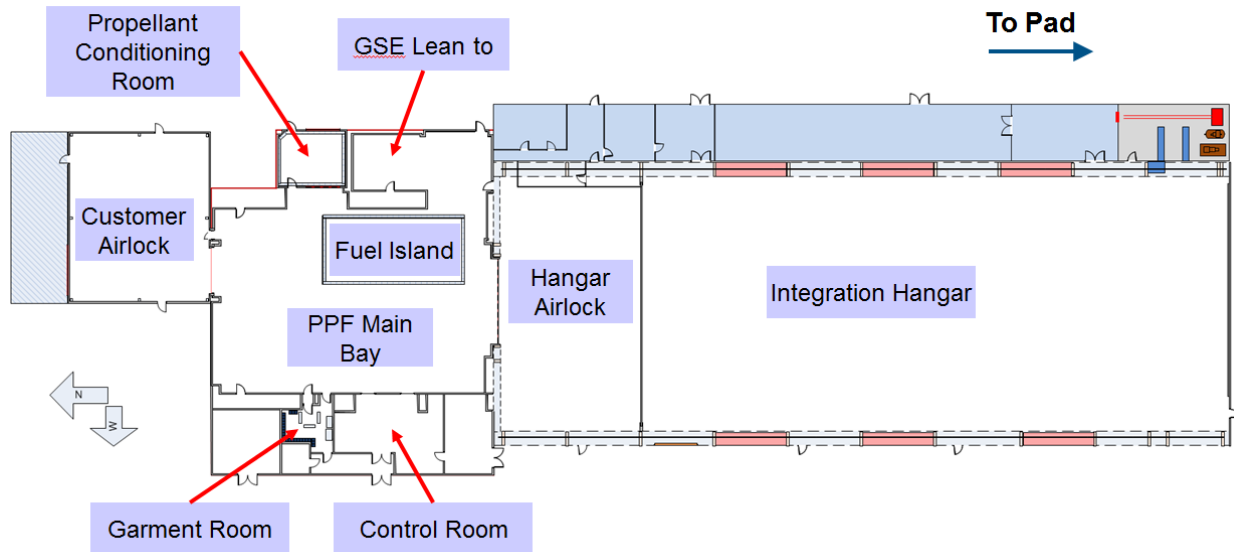 Propellant
Conditioning
Room
GSE Lean to
To Pad
Customer
Airlock
Fuel Island
Hangar
Airlock
Integration Hangar
PPF Main
Bay
N
W
Garment Room
Control Room